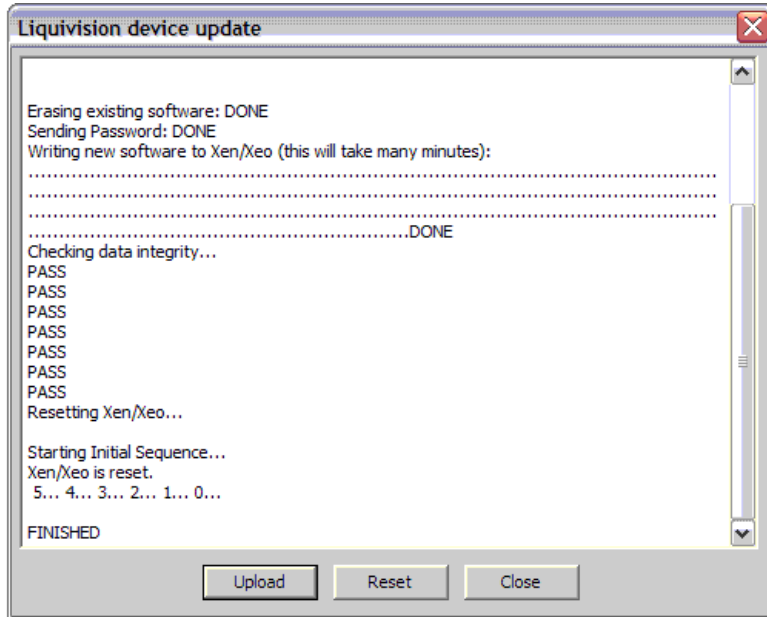 Liquivision device update
Erasing existing software: DONE
Sending Password: DONE
Writing new software to Xen/Xeo (this will take many minutes):
...................................................................................................................
...................................................................................................................
...................................................................................................................
................................................................DONE
Checking data integrity...
PASS
PASS
PASS
PASS
PASS
PASS
PASS
Resetting Xen/Xeo...
Starting Initial Sequence...
Xen/Xeo is reset.
5... 4... 3... 2... 1... 0...
FINISHED
Upload Reset Close